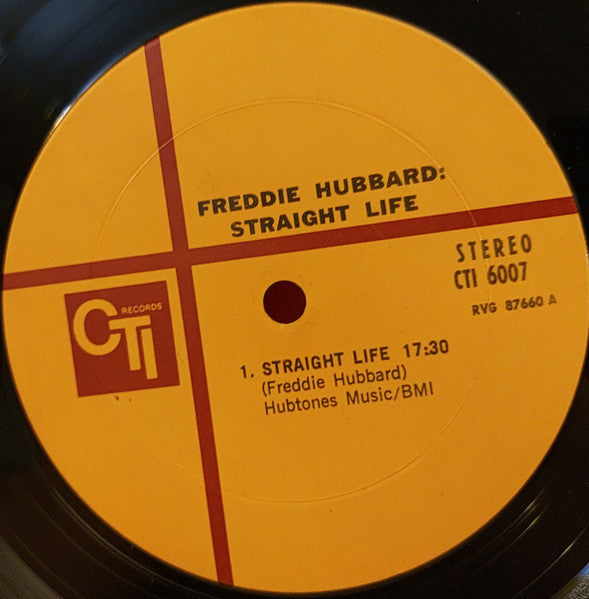 FREDDIE HUBBARD:
STRAIGHT LIFE
STEREO
CTI 6007
RVG 87660 A
CTI RECORDS
1. STRAIGHT LIFE 17:30
(Freddie Hubbard)
Hubtones Music/BMI